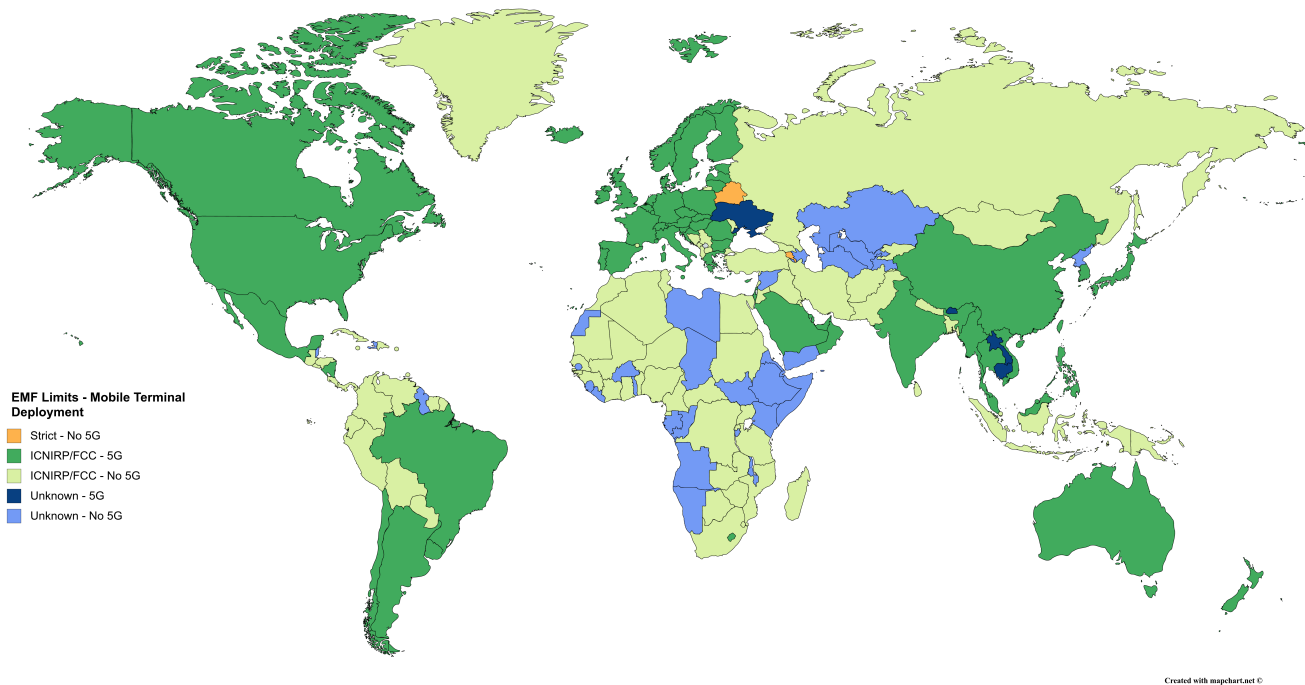 EMF Limits - Mobile Terminal
Deployment
Strict - No 5G
ICNIRP/FCC - 5G
ICNIRP/FCC - No 5G
Unknown - 5G
Unknown - No 5G
Created with mapchart.net ©